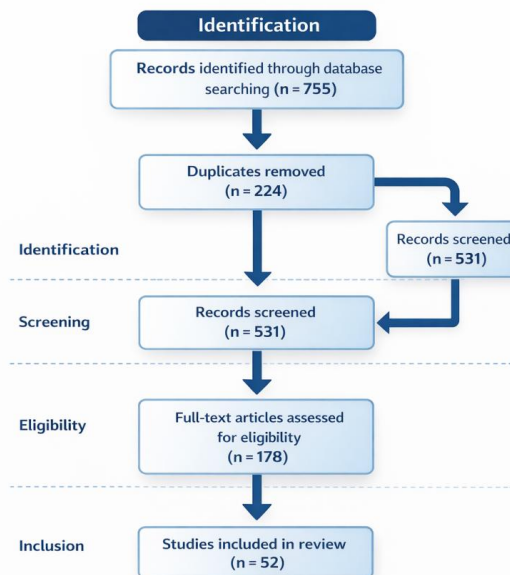 Identification
Records identified through database
searching (n = 755)
Duplicates removed
(n = 224)
Records screened
(n = 531)
Identification
Screening
Records screened
(n = 531)
Eligibility
Full-text articles assessed
for eligibility
(n = 178)
Inclusion
Studies included in review
(n = 52)